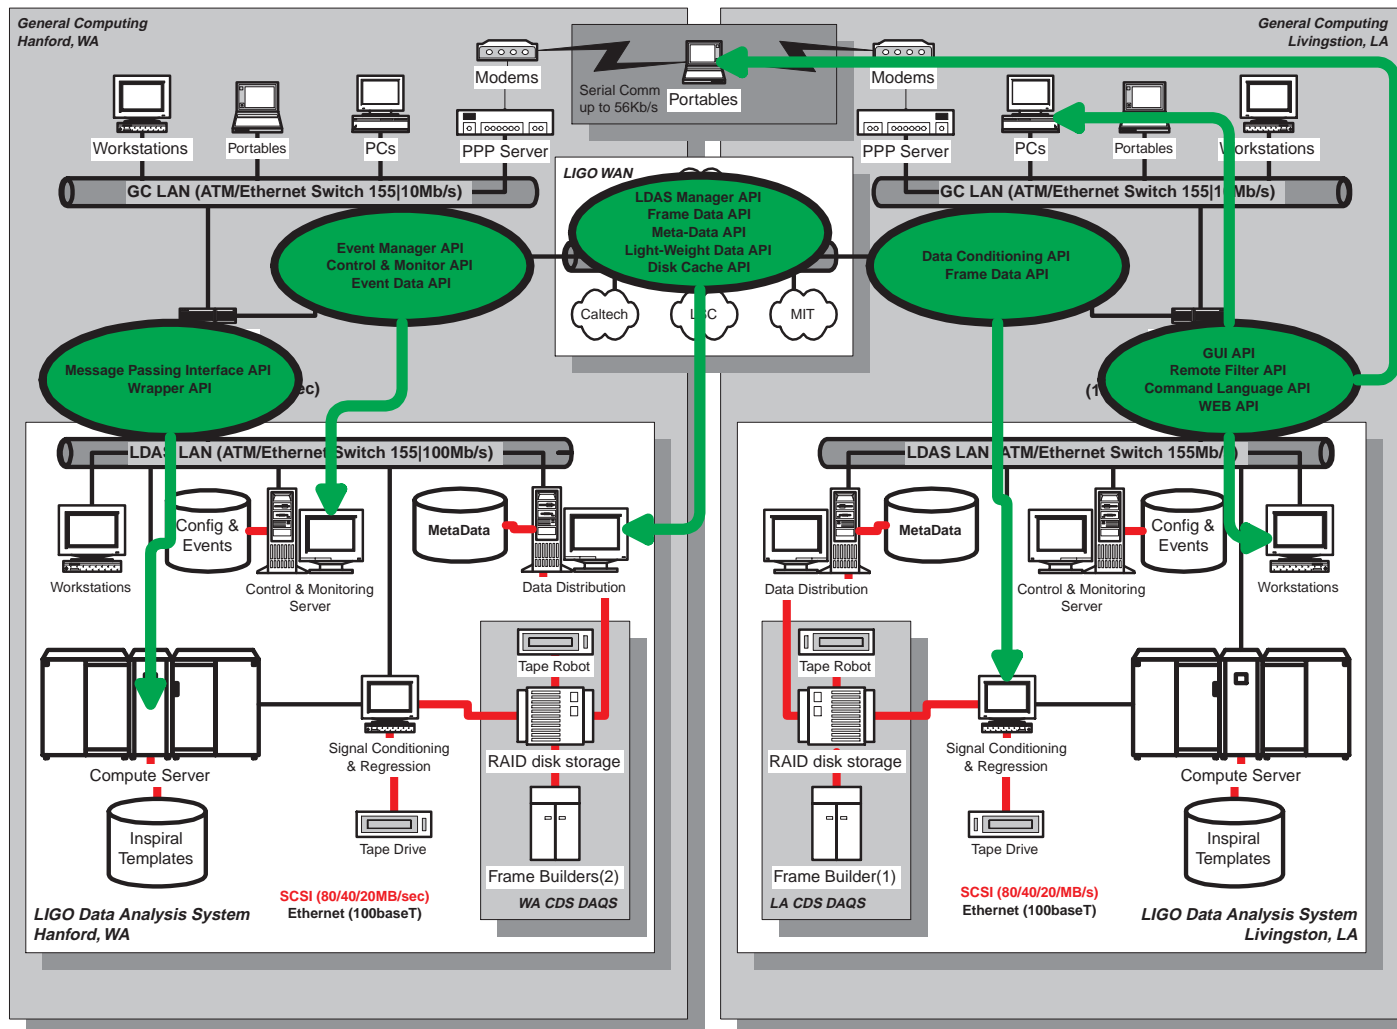 General Computing
Hanford, WA
General Computing
Livingston, LA
Modems
Serial Comm
up to 56Kb/s
Portables
Modems
Workstations
Portables
PCs
PPP Server
PPP Server
PCs
Portables
Workstations
GC LAN (ATM/Ethernet Switch 155|10Mb/s)
LIGO WAN
GC LAN (ATM/Ethernet Switch 155|10Mb/s)
LDAS Manager API
Frame Data API
Meta-Data API
Light-Weight Data API
Disk Cache API
Event Manager API
Control & Monitor API
Event Data API
Data Conditioning API
Frame Data API
Caltech
LSC
MIT
Message Passing Interface API
Wrapper API
ec)
(1
GUI API
Remote Filter API
Command Language API
WEB API
LDAS LAN (ATM/Ethernet Switch 155|100Mb/s)
LDAS LAN (ATM/Ethernet Switch 155Mb/s)
Workstations
Config &
Events
Control & Monitoring
Server
MetaData
Data Distribution
Data Distribution
MetaData
Control & Monitoring
Server
Config &
Events
Workstations
Tape Robot
RAID disk storage
Frame Builders(2)
WA CDS DAQS
Tape Robot
RAID disk storage
Frame Builder(1)
LA CDS DAQS
Compute Server
Inspiral
Templates
Signal Conditioning
& Regression
Tape Drive
Signal Conditioning
& Regression
Tape Drive
Compute Server
Inspiral
Templates
SCSI (80/40/20MB/sec)
Ethernet (100baseT)
SCSI (80/40/20/MB/s)
Ethernet (100baseT)
LIGO Data Analysis System
Hanford, WA
LIGO Data Analysis System
Livingston, LA